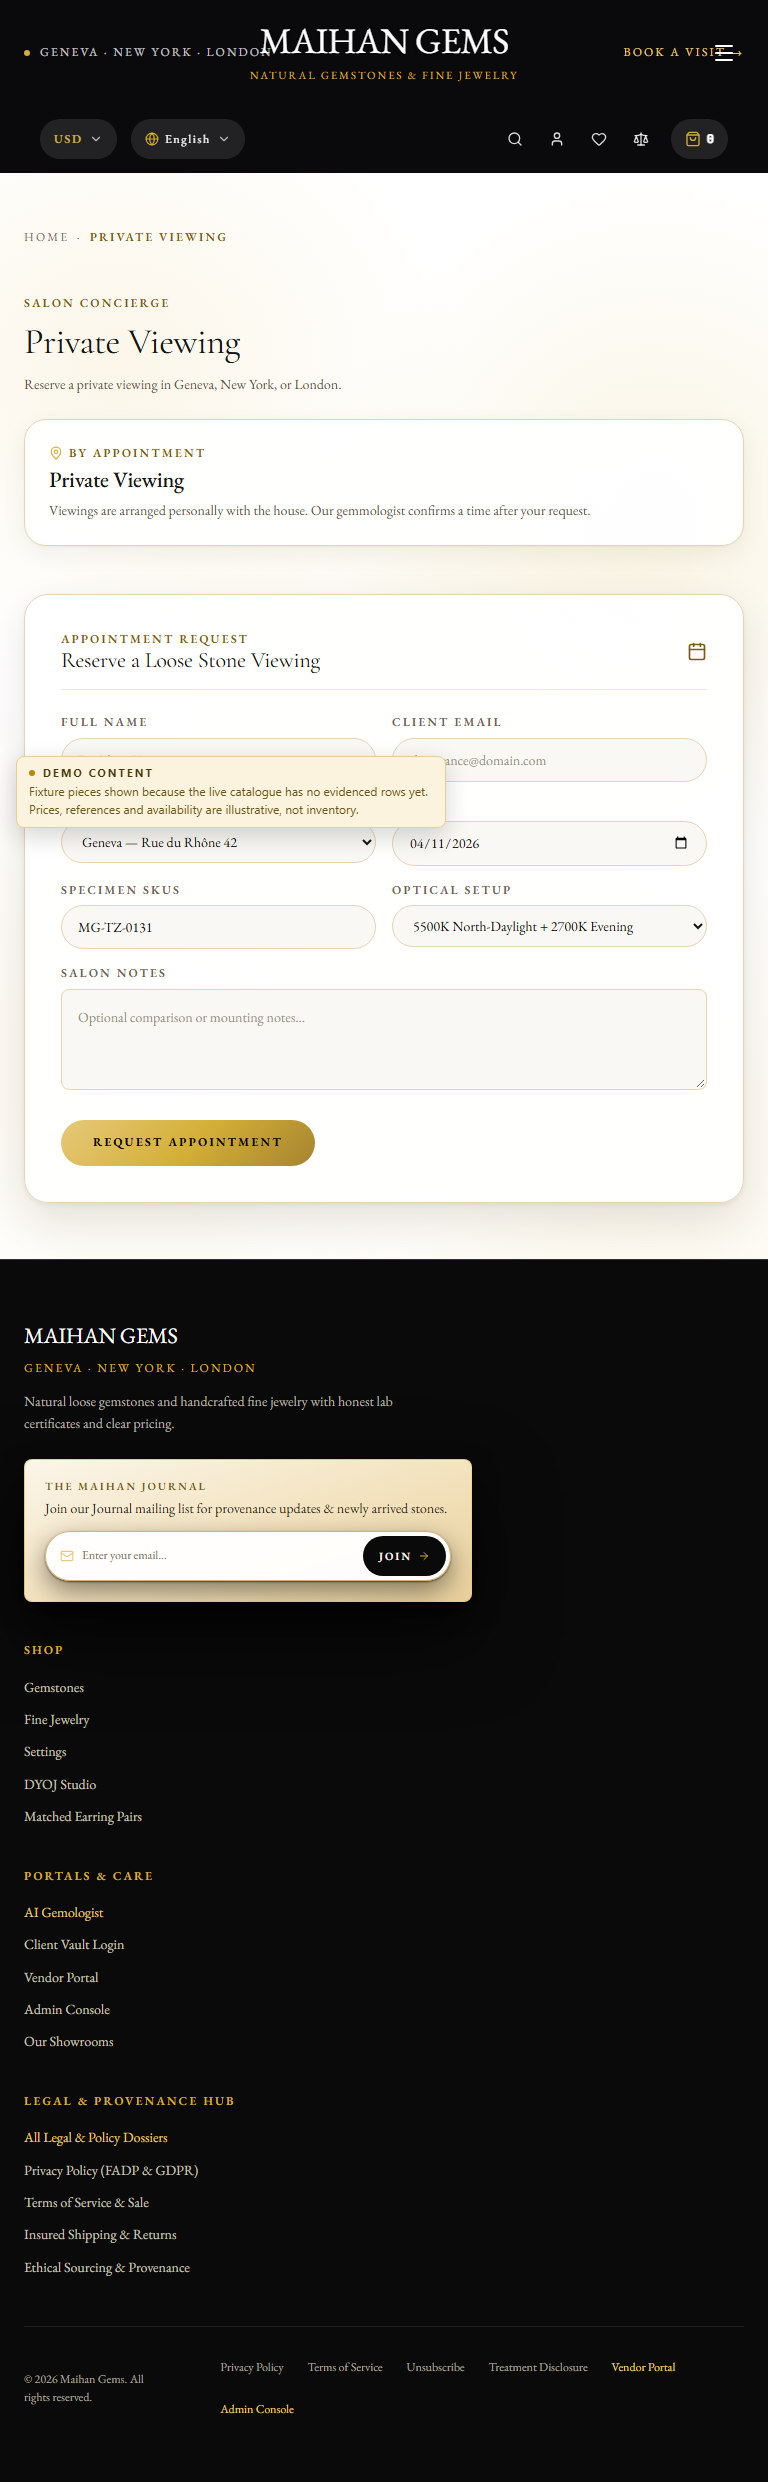 GENEVA · NEW YORK · LONDON
MAIHAN GEMS
NATURAL GEMSTONES & FINE JEWELRY
BOOK A VISIT →
USD
English
0
HOME · PRIVATE VIEWING
SALON CONCIERGE
Private Viewing
Reserve a private viewing in Geneva, New York, or London.
BY APPOINTMENT
Private Viewing
Viewings are arranged personally with the house. Our gemmologist confirms a time after your request.
APPOINTMENT REQUEST
Reserve a Loose Stone Viewing
FULL NAME
CLIENT EMAIL
@domain.com
DEMO CONTENT
Fixture pieces shown because the live catalogue has no evidenced rows yet.
Prices, references and availability are illustrative, not inventory.
Geneva — Rue du Rhône 42
04/11/2026
SPECIMEN SKUS
OPTICAL SETUP
MG-TZ-0131
5500K North-Daylight + 2700K Evening
SALON NOTES
Optional comparison or mounting notes...
REQUEST APPOINTMENT
MAIHAN GEMS
GENEVA · NEW YORK · LONDON
Natural loose gemstones and handcrafted fine jewelry with honest lab
certificates and clear pricing.
THE MAIHAN JOURNAL
Join our Journal mailing list for provenance updates & newly arrived stones.
Enter your email...
JOIN →
SHOP
Gemstones
Fine Jewelry
Settings
DYOJ Studio
Matched Earring Pairs
PORTALS & CARE
AI Gemologist
Client Vault Login
Vendor Portal
Admin Console
Our Showrooms
LEGAL & PROVENANCE HUB
All Legal & Policy Dossiers
Privacy Policy (FADP & GDPR)
Terms of Service & Sale
Insured Shipping & Returns
Ethical Sourcing & Provenance
© 2026 Maihan Gems. All
rights reserved.
Privacy Policy
Terms of Service
Unsubscribe
Treatment Disclosure
Vendor Portal
Admin Console